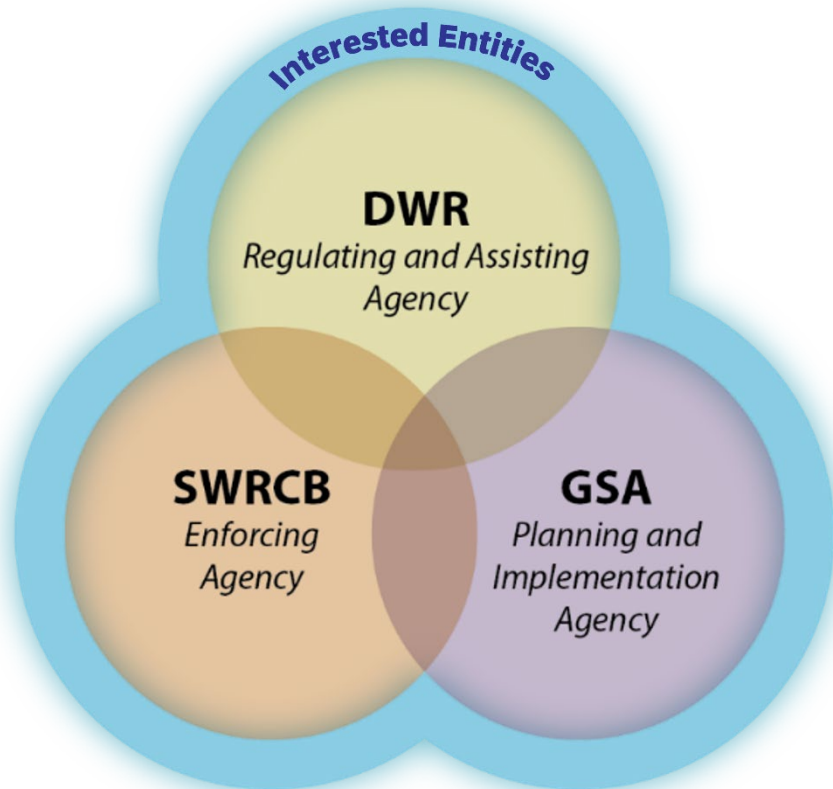 Interested Entities
DWR
Regulating and Assisting
Agency
SWRCB
Enforcing
Agency
GSA
Planning and
Implementation
Agency